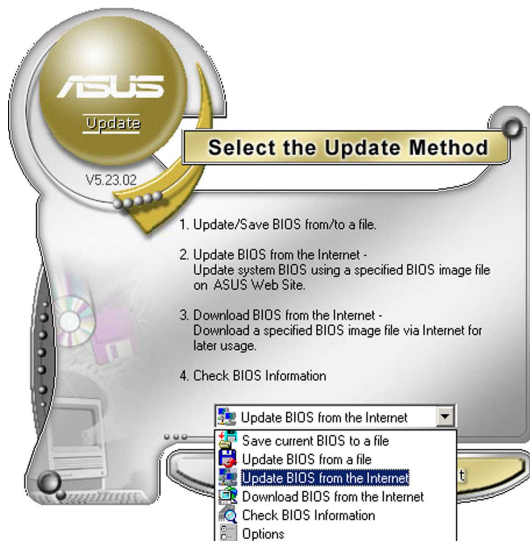 ASUS
Update
V5.23.02
Select the Update Method
1. Update/Save BIOS from/to a file.
2. Update BIOS from the Internet -
Update system BIOS using a specified BIOS image file
on ASUS Web Site.
3. Download BIOS from the Internet -
Download a specified BIOS image file via Internet for
later usage.
4. Check BIOS Information
Update BIOS from the Internet
Save current BIOS to a file
Update BIOS from a file
Update BIOS from the Internet
Download BIOS from the Internet
Check BIOS Information
Options